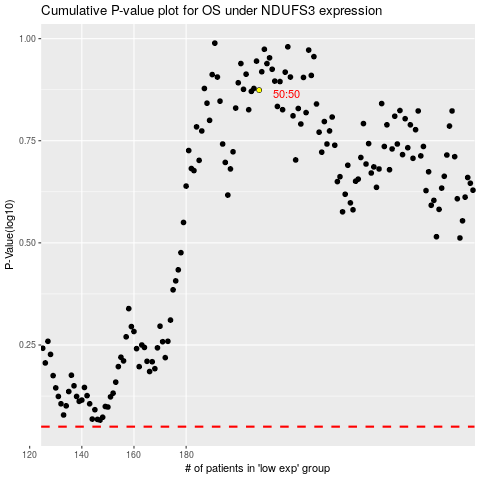 Cumulative P-value plot for OS under NDUFS3 expression
1.00
0.75
0.50
0.25
P-Value(log10)
50:50
120 140 160 180
# of patients in 'low exp' group